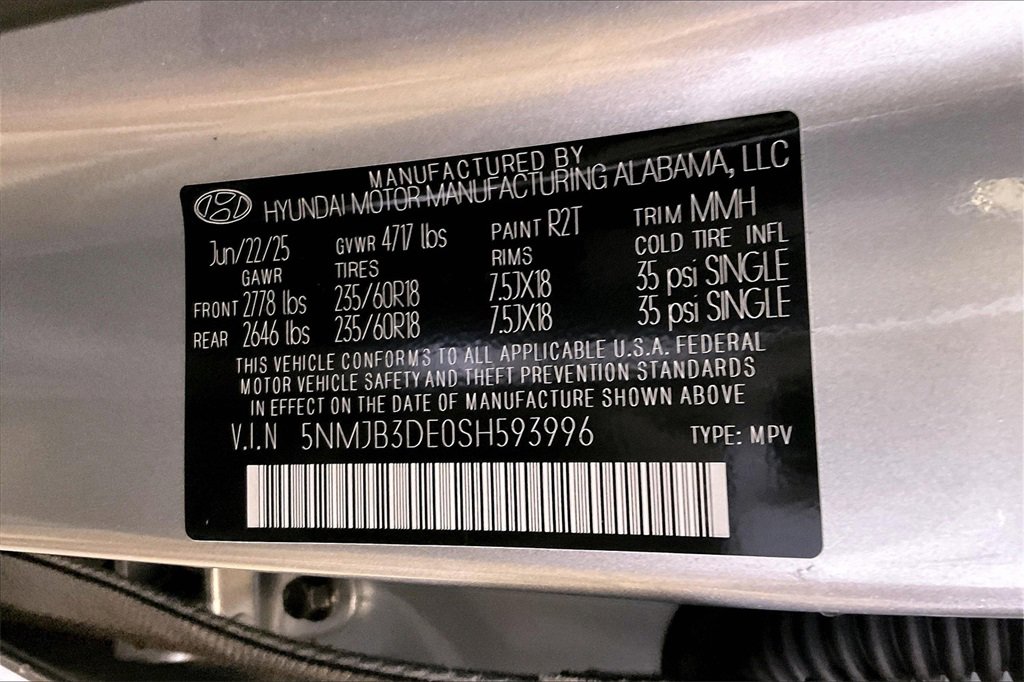 MANUFACTURED BY
HYUNDAI MOTOR MANUFACTURING ALABAMA, LLC
Jun/22/25 GVWR 4717 lbs PAINT R2T TRIM MMH
GAWR TIRES RIMS COLD TIRE INFL
FRONT 2778 lbs 235/60R18 7.5JX18 35 psi SINGLE
REAR 2646 lbs 235/60R18 7.5JX18 35 psi SINGLE
THIS VEHICLE CONFORMS TO ALL APPLICABLE U.S.A. FEDERAL
MOTOR VEHICLE SAFETY AND THEFT PREVENTION STANDARDS
IN EFFECT ON THE DATE OF MANUFACTURE SHOWN ABOVE
V.I.N 5NMJB3DE0SH593996 TYPE: MPV